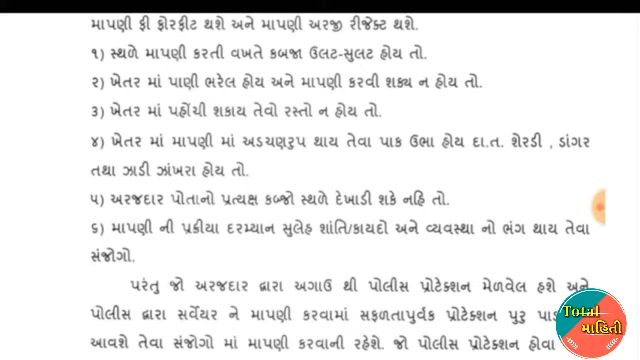 માપણી ફી ફોરફીટ થશે અને માપણી અરજી રીજેક્ટ થશે.
૧) સ્થળે માપણી કરતી વખતે કબજા ઉલટ-સુલટ હોય તો.
૨) ખેતર માં પાણી ભરેલ હોય અને માપણી કરવી શક્ય ન હોય તો.
૩) ખેતર માં પહોંચી શકાય તેવો રસ્તો ન હોય તો.
૪) ખેતર માં માપણી માં અડચણરૂપ થાય તેવા પાક ઉભા હોય દા.ત. શેરડી , ડાંગર
તથા ઝાડી ઝાંખરા હોય તો.
૫) અરજદાર પોતાનો પ્રત્યક્ષ કબ્જો સ્થળે દેખાડી શકે નહિ તો.
૬) માપણી ની પ્રકીયા દરમ્યાન સુલેહ શાંતિ/કાયદો અને વ્યવસ્થા નો ભંગ થાય તેવા
સંજોગો.
પરંતુ જો અરજદાર દ્વારા અગાઉ થી પોલીસ પ્રોટેક્શન મેળવેલ હશે અને
પોલીસ દ્વારા સર્વેયર ને માપણી કરવામાં સફળતાપુર્વક પ્રોટેક્શન પુરૂ
આવશે તેવા સંજોગો માં માપણી કરવાની રહેશે. જો પોલીસ પ્રોટેક્શન હોવા
Total
માહિતી